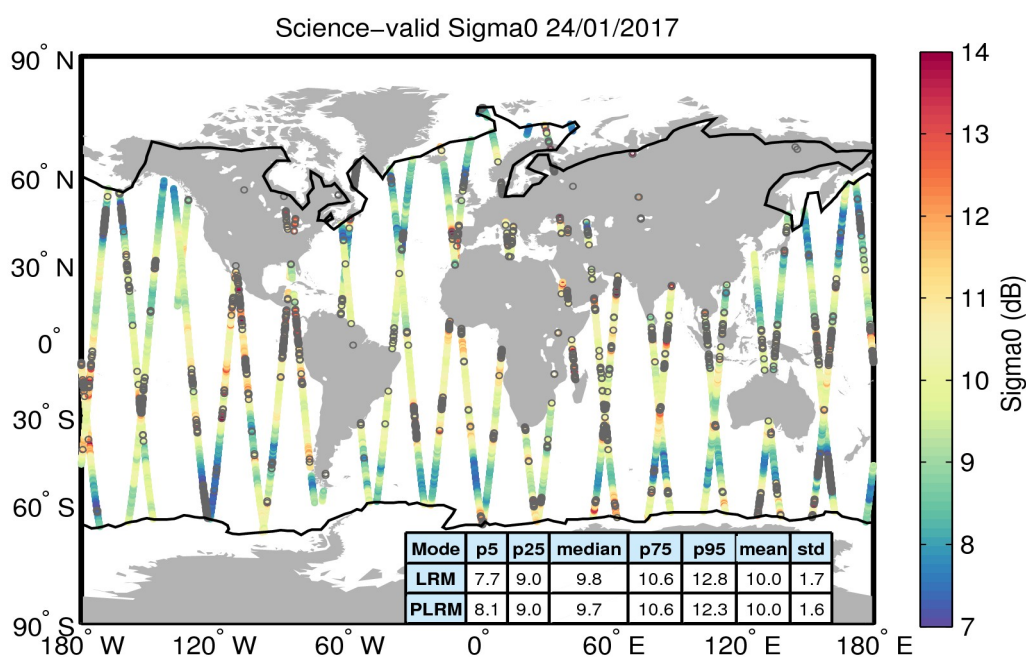 Science−valid Sigma0 24/01/2017
90° N
60° N
30° N
0°
30° S
60° S
90° S
180° W
120° W
60° W
0°
60° E
120° E
180° E
14
13
12
11
10
9
8
7
Sigma0 (dB)
Mode p5 p25 median p75 p95 mean std
LRM 7.7 9.0 9.8 10.6 12.8 10.0 1.7
PLRM 8.1 9.0 9.7 10.6 12.3 10.0 1.6